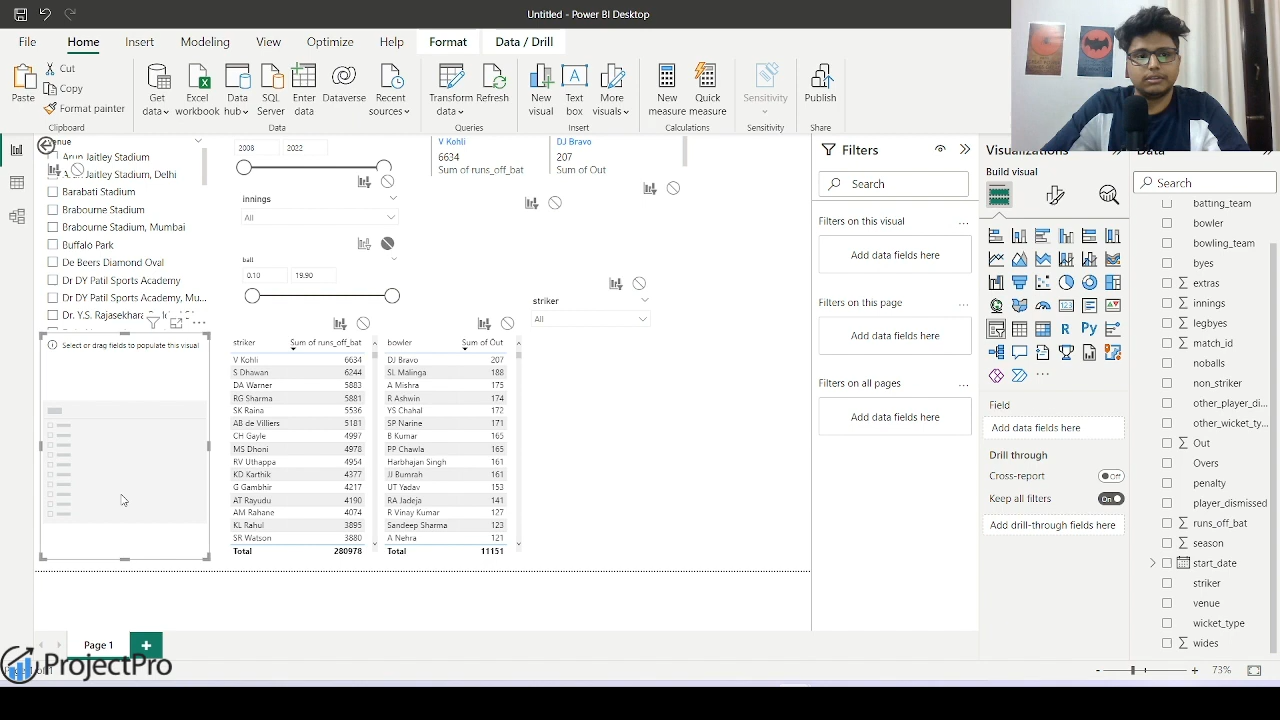 Untitled - Power BI Desktop
File Home Insert Modeling View Optimize Help Format Data / Drill
Paste
Cut
Copy
Format painter
Clipboard
Get data
Excel workbook
Data hub
SQL Server
Enter data
Dataverse
Recent sources
Data
Transform data
Refresh
Queries
New visual
Text box
More visuals
Insert
New measure
Quick measure
Calculations
Sensitivity
Sensitivity
Publish
Share
Arun Jaitley Stadium
Jaitley Stadium, Delhi
Barabati Stadium
Brabourne Stadium
Brabourne Stadium, Mumbai
Buffalo Park
De Beers Diamond Oval
Dr DY Patil Sports Academy
Dr DY Patil Sports Academy, Mu...
Dr. Y.S. Rajasekhar
Select or drag fields to populate this visual
2008 2022
innings
All
ball
0.10 19.90
V Kohli
6634
Sum of runs_off_bat
DJ Bravo
207
Sum of Out
striker
All
striker Sum of runs_off_bat
V Kohli 6634
S Dhawan 6244
DA Warner 5883
RG Sharma 5881
SK Raina 5536
AB de Villiers 5181
CH Gayle 4997
MS Dhoni 4978
RV Uthappa 4954
KD Karthik 4377
G Gambhir 4217
AT Rayudu 4190
AM Rahane 4074
KL Rahul 3895
SR Watson 3880
Total 280978
bowler Sum of Out
DJ Bravo 207
SL Malinga 188
A Mishra 175
R Ashwin 174
YS Chahal 172
SP Narine 171
B Kumar 165
PP Chawla 165
Harbhajan Singh 161
JJ Bumrah 161
UT Yadav 153
RA Jadeja 141
R Vinay Kumar 127
Sandeep Sharma 123
A Nehra 121
Total 11151
Filters
Search
Filters on this visual ...
Add data fields here
Filters on this page ...
Add data fields here
Filters on all pages ...
Add data fields here
Visualizations
Build visual
R Py
123
...
Field
Add data fields here
Drill through
Cross-report Off
Keep all filters On
Add drill-through fields here
Data
Search
batting_team
bowler
bowling_team
byes
extras
innings
legbyes
match_id
noballs
non_striker
other_player_di...
other_wicket_ty...
Out
Overs
penalty
player_dismissed
runs_off_bat
season
start_date
striker
venue
wicket_type
wides
Page 1
ProjectPro
- + 73%